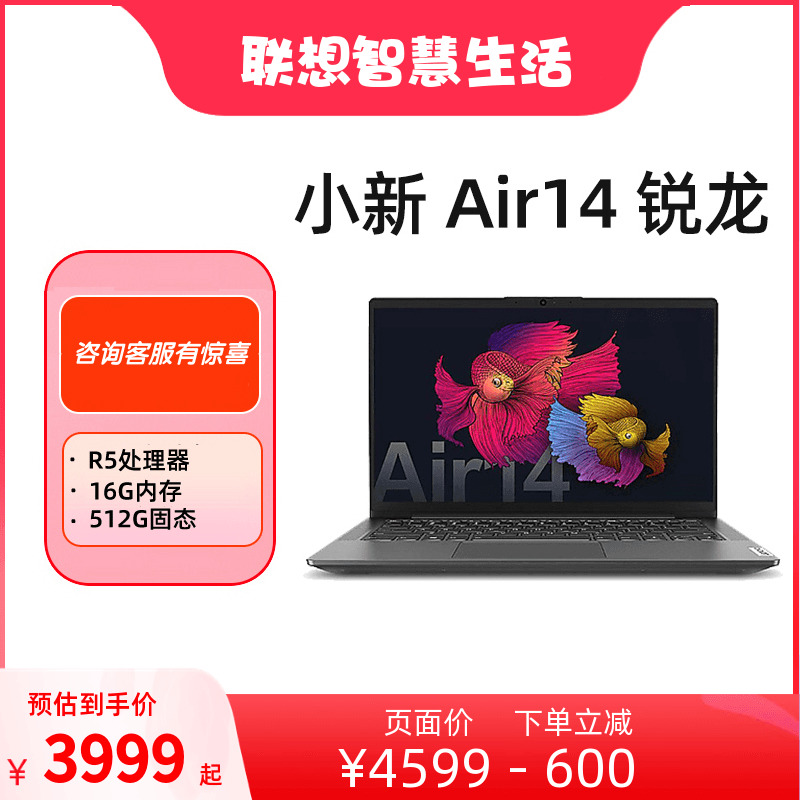 联想智慧生活
小新 Air14 锐龙
咨询客服有惊喜
· R5处理器
· 16G内存
· 512G固态
Air14
预估到手价
¥ 3999 起
页面价 下单立减
¥4599 - 600